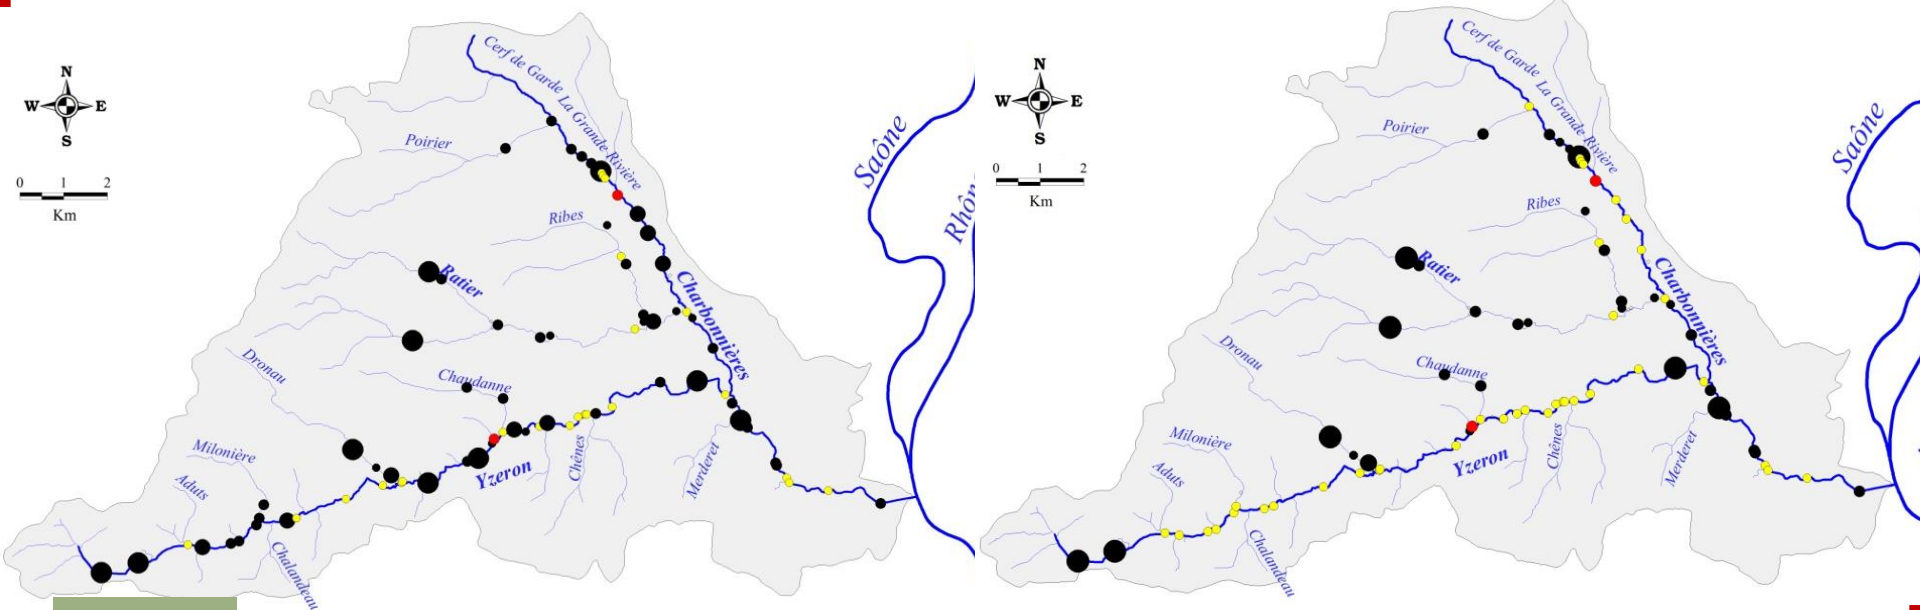 N
W E
S
0 1 2
Km
Cerf de Garde
La Grande Rivière
Poirier
Ribes
Ratier
Charbonnières
Dronau
Chaudanne
Milonière
Aduts
Yzeron
Chênes
Merderet
Chalandeau
Saône
Rhôn
N
W E
S
0 1 2
Km
Cerf de Garde
La Grande Rivière
Poirier
Ribes
Ratier
Charbonnières
Dronau
Chaudanne
Milonière
Aduts
Yzeron
Chênes
Merderet
Chalandeau
Saône